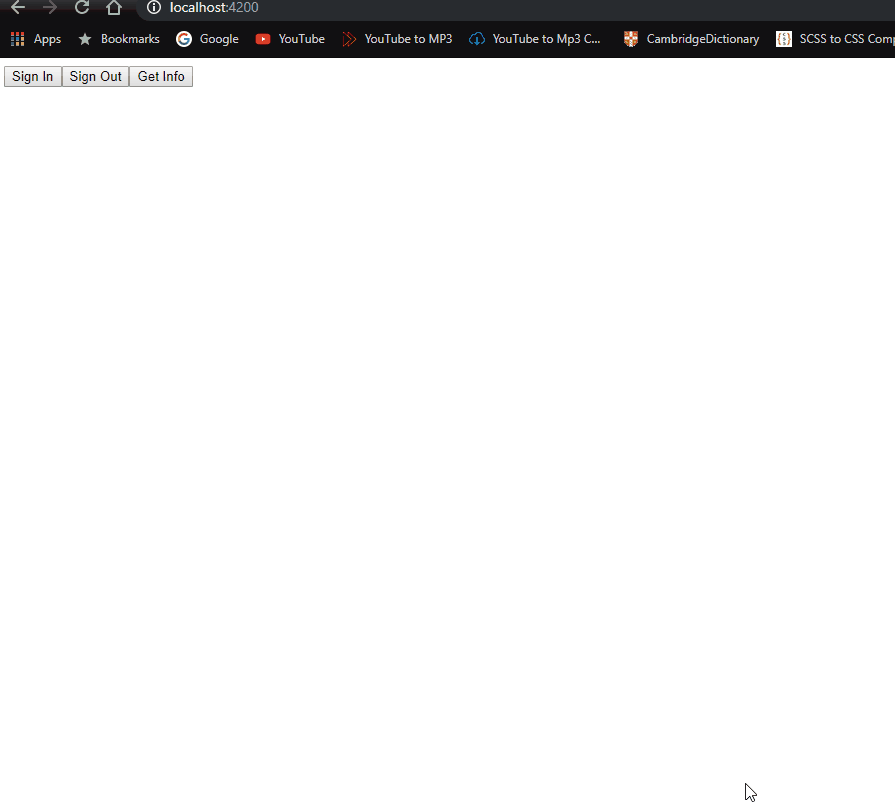 localhost:4200
Apps Bookmarks Google YouTube YouTube to MP3 YouTube to Mp3 C... CambridgeDictionary SCSS to CSS Comp
Sign In Sign Out Get Info